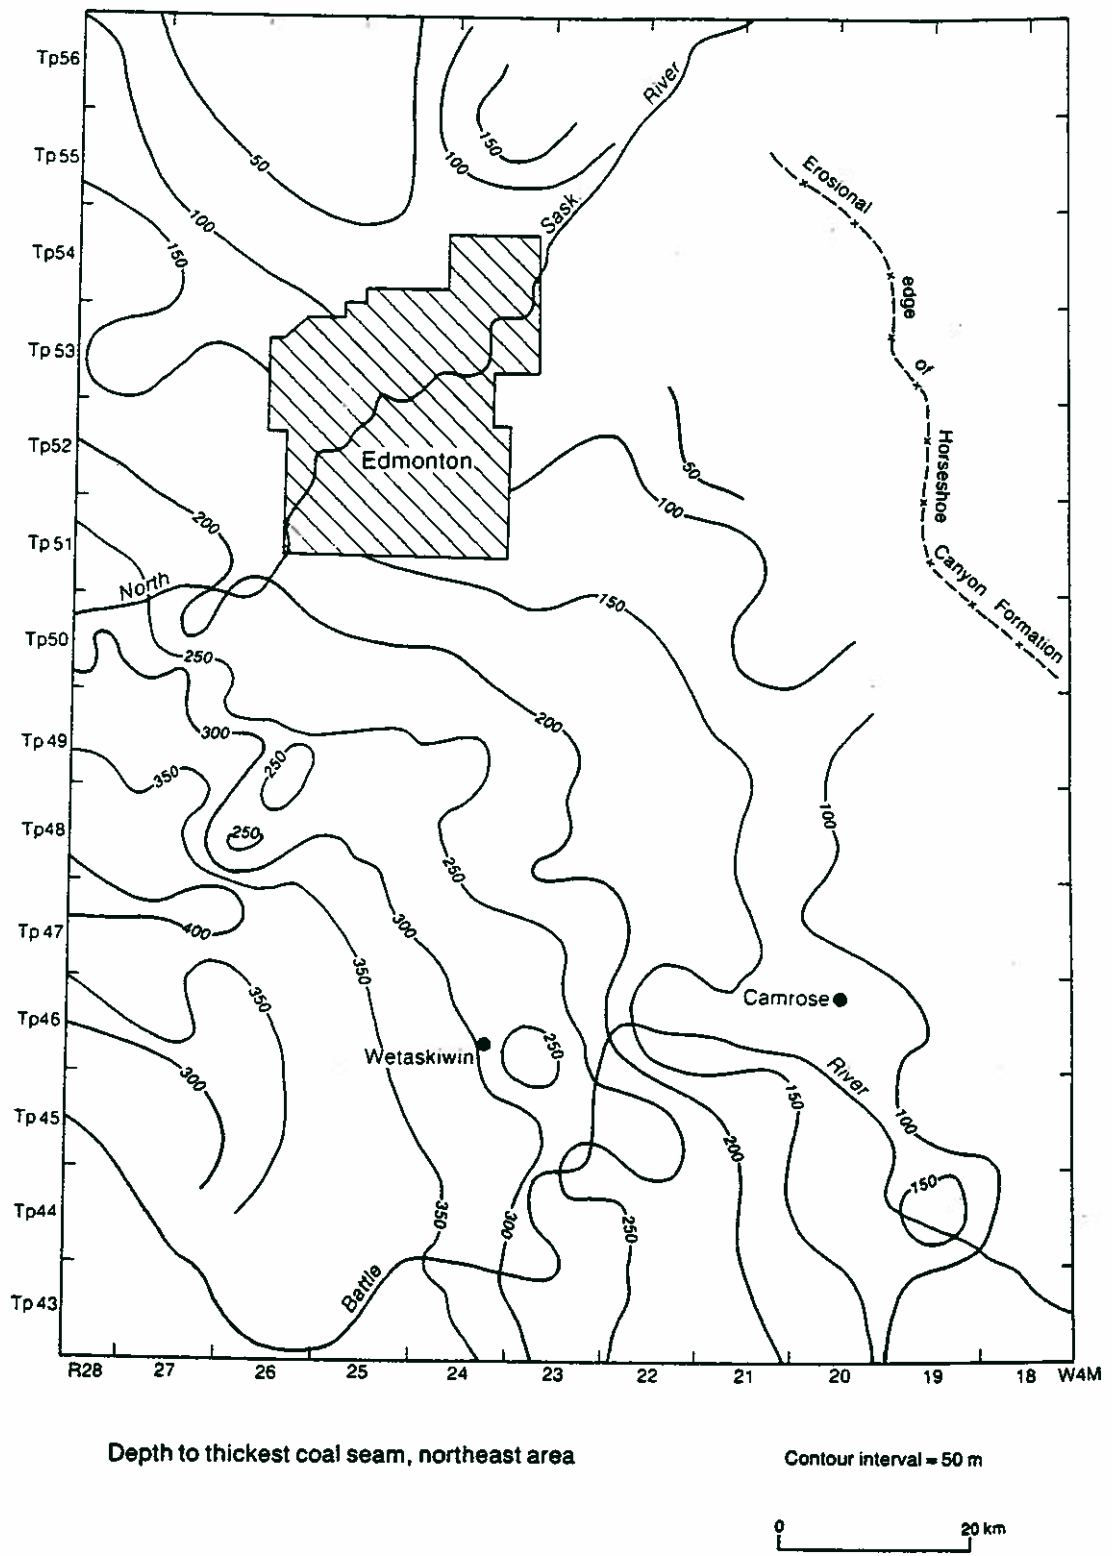 Tp56
River
150
Tp55
50
100
Erosional
100
Sask.
150
Tp54
edge
Tp53
of
Tp52
Horseshoe
Edmonton
50
100
200
Tp51
Canyon Formation
North
150
Tp50
250
200
300
Tp49
250
350
100
Tp48
250
250
300
400
Tp47
350
350
Camrose
Tp46
250
Wetaskiwin
River
300
150
100
Tp45
200
150
Tp44
350
300
250
Battle
Tp43
R28 27 26 25 24 23 22 21 20 19 18 W4M
Depth to thickest coal seam, northeast area
Contour interval = 50 m
0 20 km